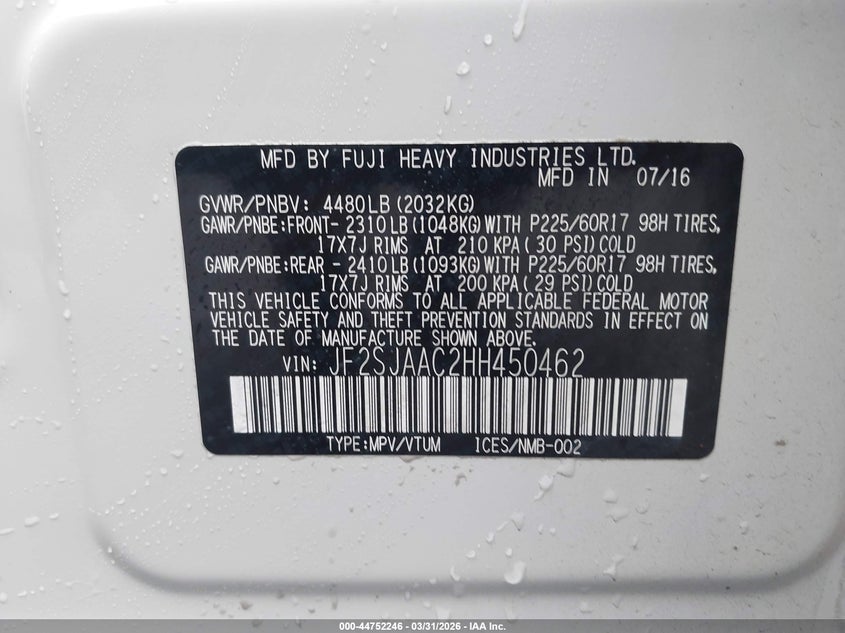 MFD BY FUJI HEAVY INDUSTRIES LTD.
MFD IN 07/16
GVWR/PNBV: 4480LB (2032KG)
GAWR/PNBE:FRONT- 2310 LB (1048KG) WITH P225/60R17 98H TIRES,
17X7J RIMS AT 210 KPA ( 30 PSI) COLD
GAWR/PNBE:REAR - 2410 LB (1093KG) WITH P225/60R17 98H TIRES,
17X7J RIMS AT 200 KPA ( 29 PSI) COLD
THIS VEHICLE CONFORMS TO ALL APPLICABLE FEDERAL MOTOR
VEHICLE SAFETY AND THEFT PREVENTION STANDARDS IN EFFECT ON
THE DATE OF MANUFACTURE SHOWN ABOVE.
VIN: JF2SJAAC2HH450462
TYPE:MPV/VTUM ICES/NMB-002
000-44752246 - 03/31/2026 - IAA Inc.